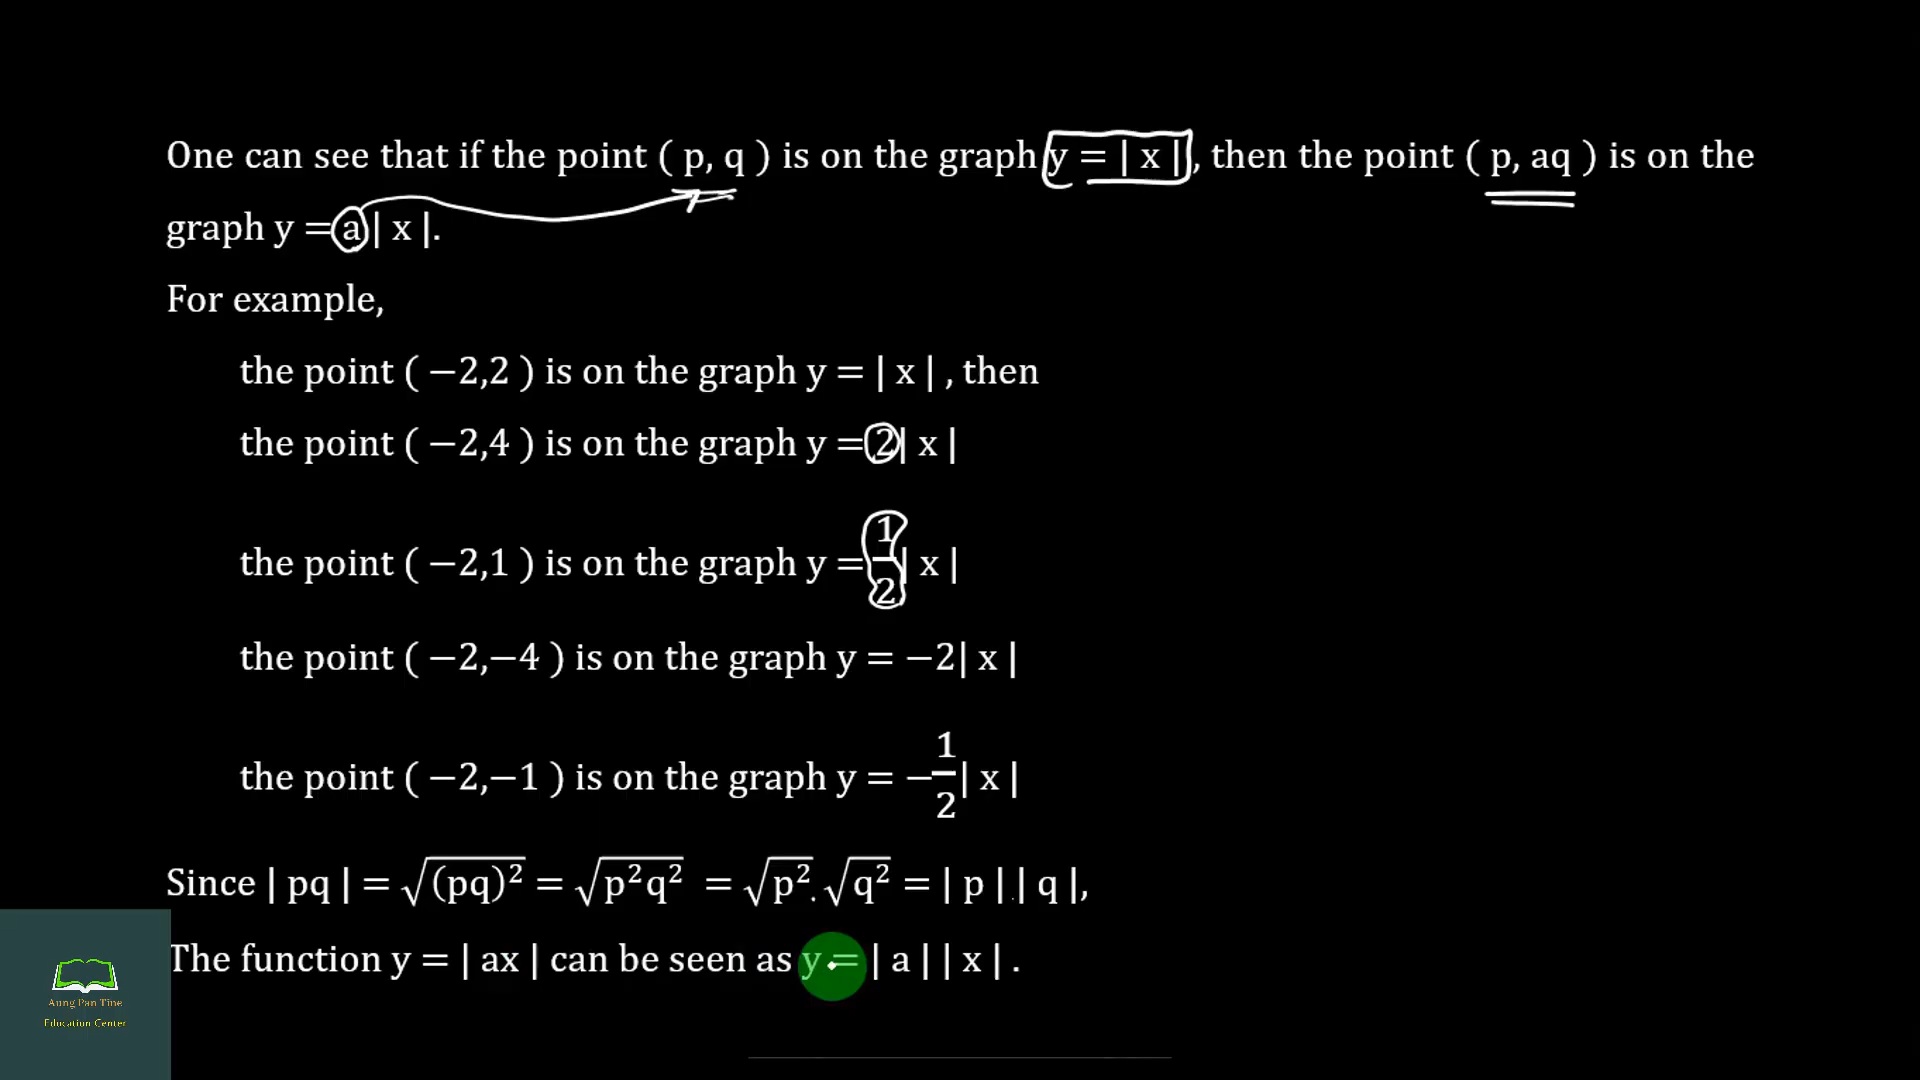 One can see that if the point ( p, q ) is on the graph y = | x |, then the point ( p, aq ) is on the
graph y = a | x |.
For example,
the point ( −2,2 ) is on the graph y = | x | , then
the point ( −2,4 ) is on the graph y = 2| x |
the point ( −2,1 ) is on the graph y = 1/2| x |
the point ( −2,−4 ) is on the graph y = −2| x |
the point ( −2,−1 ) is on the graph y = −1/2| x |
Since | pq | = √(pq)² = √p²q² = √p². √q² = | p |.| q |,
The function y = | ax | can be seen as y = | a | | x | .
Aung Pan Tine
Education Center